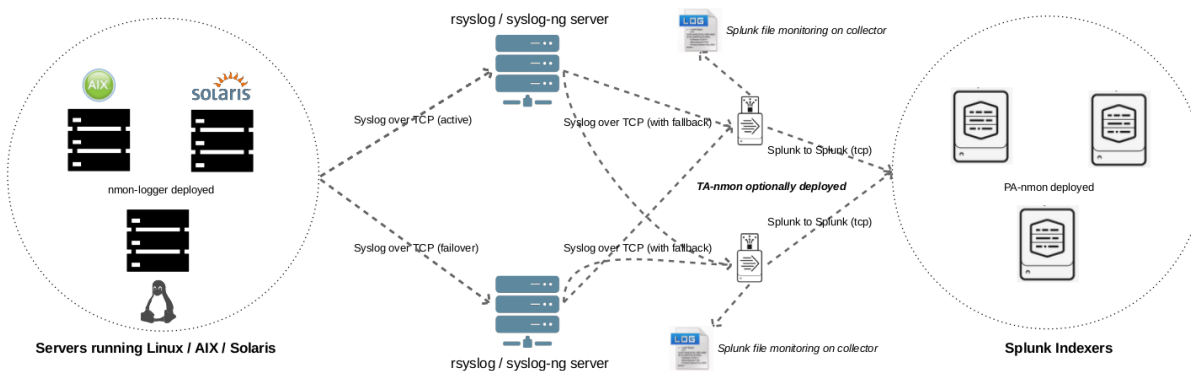 rsyslog / syslog-ng server
LOG
Splunk file monitoring on collector
AIX
solaris
Syslog over TCP (active)
Syslog over TCP (with fallback)
Splunk to Splunk (tcp)
nmon-logger deployed
TA-nmon optionally deployed
PA-nmon deployed
Splunk to Splunk (tcp)
Syslog over TCP (failover)
Syslog over TCP (with fallback)
LOG
Servers running Linux / AIX / Solaris
Splunk file monitoring on collector
Splunk Indexers
rsyslog / syslog-ng server